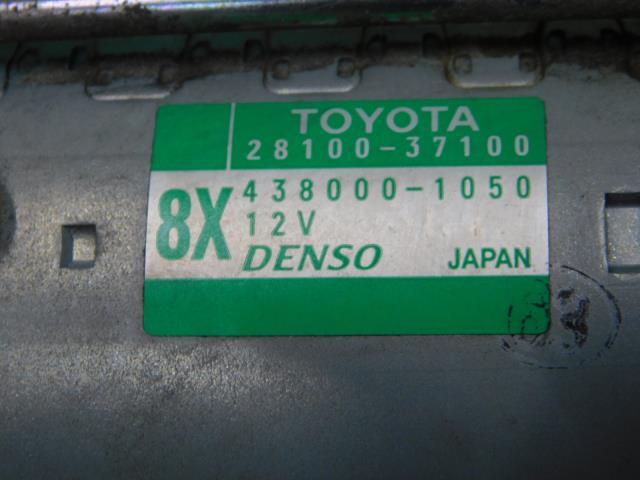 TOYOTA
28100-37100
8X
438000-1050
12V
DENSO
JAPAN